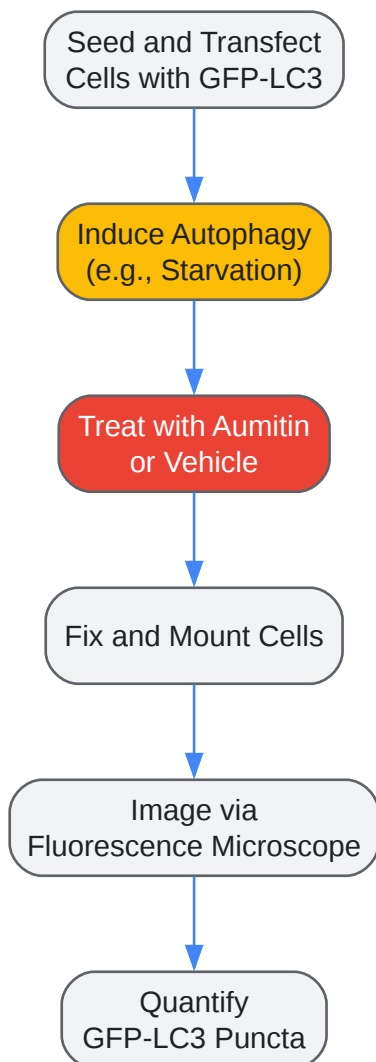 Seed and Transfect
Cells with GFP-LC3
Induce Autophagy
(e.g., Starvation)
Treat with Aumitin
or Vehicle
Fix and Mount Cells
Image via
Fluorescence Microscope
Quantify
GFP-LC3 Puncta